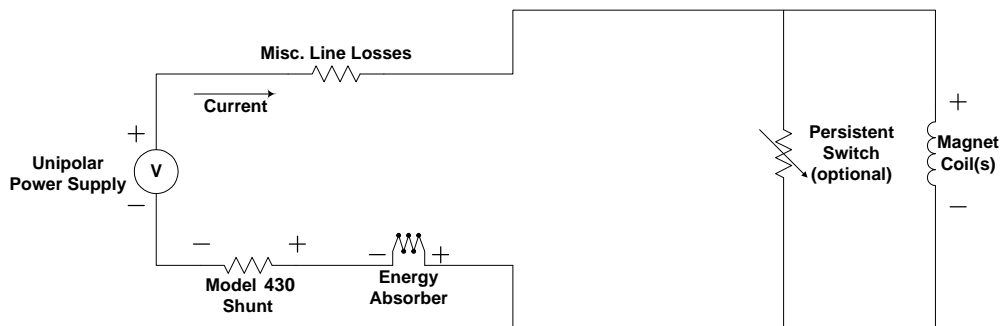 Misc. Line Losses
Current
+
Unipolar
Power Supply
V
–
+
Persistent
Switch
(optional)
Magnet
Coil(s)
–
–
+
Model 430
Shunt
–
+
Energy
Absorber